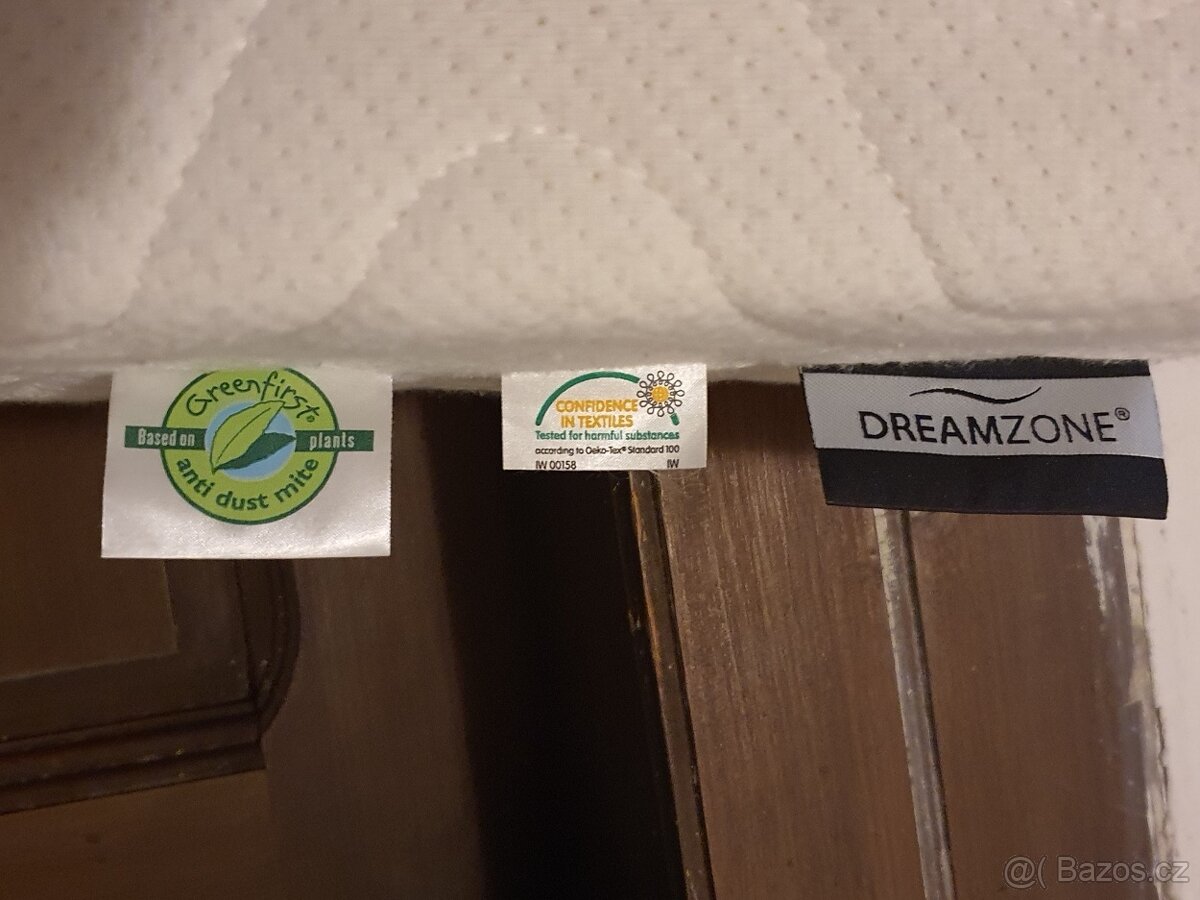 Greenfirst®
Based on plants
anti dust mite
CONFIDENCE
IN TEXTILES
Tested for harmful substances
according to Oeko-Tex® Standard 100
IW 00158 IW
DREAMZONE®
@( Bazos.cz